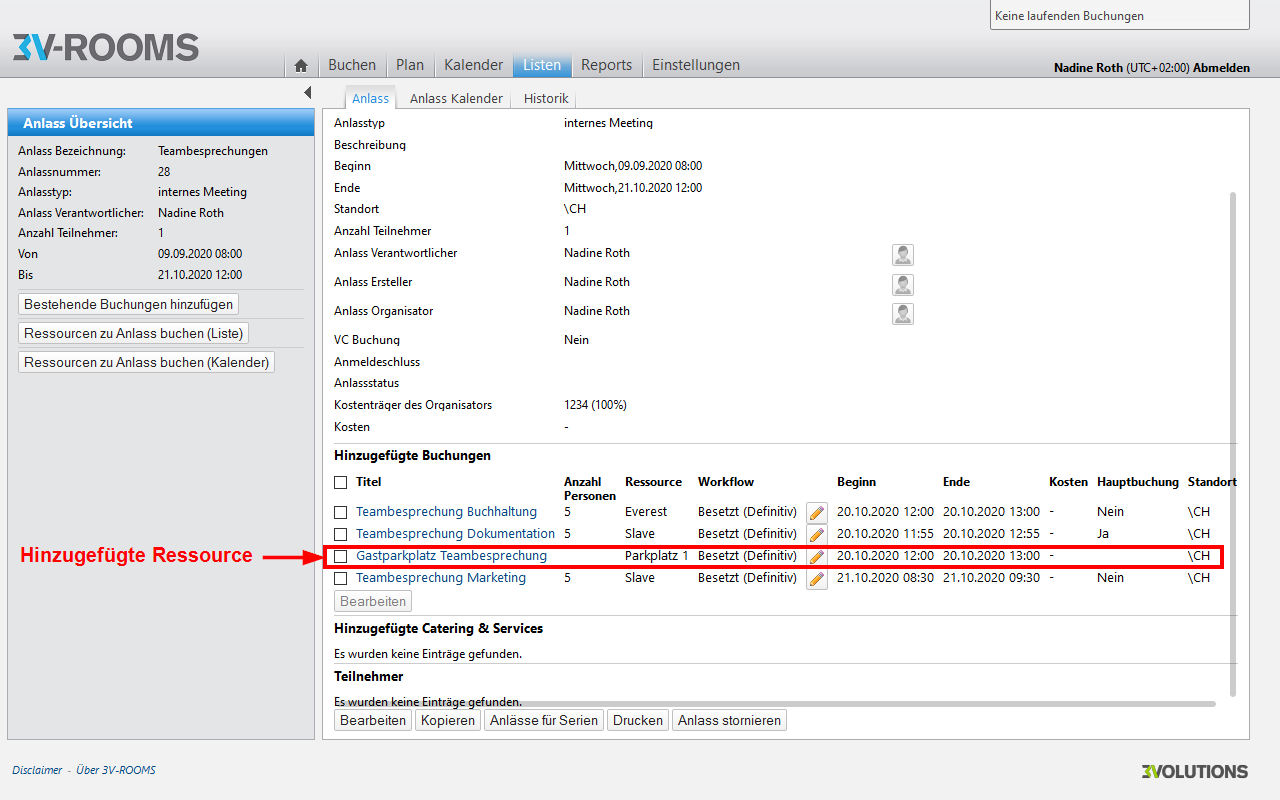 Keine laufenden Buchungen
3V-ROOMS
Buchen Plan Kalender Listen Reports Einstellungen
Nadine Roth (UTC+02:00) Abmelden
Anlass Anlass Kalender Historik
Anlass Übersicht
Anlass Bezeichnung: Teambesprechungen
Anlassnummer: 28
Anlasstyp: internes Meeting
Anlass Verantwortlicher: Nadine Roth
Anzahl Teilnehmer: 1
Von 09.09.2020 08:00
Bis 21.10.2020 12:00
Bestehende Buchungen hinzufügen
Ressourcen zu Anlass buchen (Liste)
Ressourcen zu Anlass buchen (Kalender)
Hinzugefügte Ressource
Anlasstyp internes Meeting
Beschreibung
Beginn Mittwoch,09.09.2020 08:00
Ende Mittwoch,21.10.2020 12:00
Standort \CH
Anzahl Teilnehmer 1
Anlass Verantwortlicher Nadine Roth
Anlass Ersteller Nadine Roth
Anlass Organisator Nadine Roth
VC Buchung Nein
Anmeldeschluss
Anlassstatus
Kostenträger des Organisators 1234 (100%)
Kosten -
Hinzugefügte Buchungen
Titel Anzahl Personen Ressource Workflow Beginn Ende Kosten Hauptbuchung Standort
Teambesprechung Buchhaltung 5 Everest Besetzt (Definitiv) 20.10.2020 12:00 20.10.2020 13:00 - Nein \CH
Teambesprechung Dokumentation 5 Slave Besetzt (Definitiv) 20.10.2020 11:55 20.10.2020 12:55 - Ja \CH
Gastparkplatz Teambesprechung Parkplatz 1 Besetzt (Definitiv) 20.10.2020 12:00 20.10.2020 13:00 - \CH
Teambesprechung Marketing 5 Slave Besetzt (Definitiv) 21.10.2020 08:30 21.10.2020 09:30 - Nein \CH
Bearbeiten
Hinzugefügte Catering & Services
Es wurden keine Einträge gefunden.
Teilnehmer
Es wurden keine Einträge gefunden.
Bearbeiten Kopieren Anlässe für Serien Drucken Anlass stornieren
Disclaimer - Über 3V-ROOMS
3VOLUTIONS